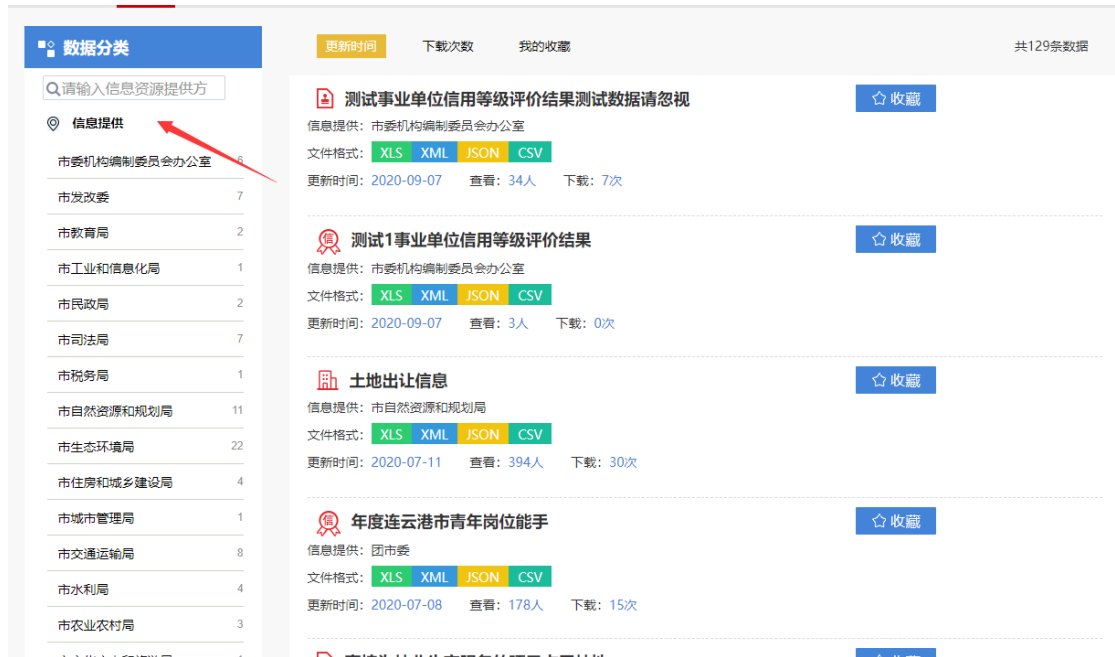 数据分类
请输入信息资源提供方
信息提供
市委机构编制委员会办公室 6
市发改委 7
市教育局 2
市工业和信息化局 1
市民政局 2
市司法局 7
市税务局 1
市自然资源和规划局 11
市生态环境局 22
市住房和城乡建设局 4
市城市管理局 1
市交通运输局 8
市水利局 4
市农业农村局 3
更新时间 下载次数 我的收藏 共129条数据
测试事业单位信用等级评价结果测试数据请忽视 收藏
信息提供：市委机构编制委员会办公室
文件格式： XLS XML JSON CSV
更新时间：2020-09-07 查看：34人 下载：7次
信 测试1事业单位信用等级评价结果 收藏
信息提供：市委机构编制委员会办公室
文件格式： XLS XML JSON CSV
更新时间：2020-09-07 查看：3人 下载：0次
土地出让信息 收藏
信息提供：市自然资源和规划局
文件格式： XLS XML JSON CSV
更新时间：2020-07-11 查看：394人 下载：30次
信 年度连云港市青年岗位能手 收藏
信息提供：团市委
文件格式： XLS XML JSON CSV
更新时间：2020-07-08 查看：178人 下载：15次